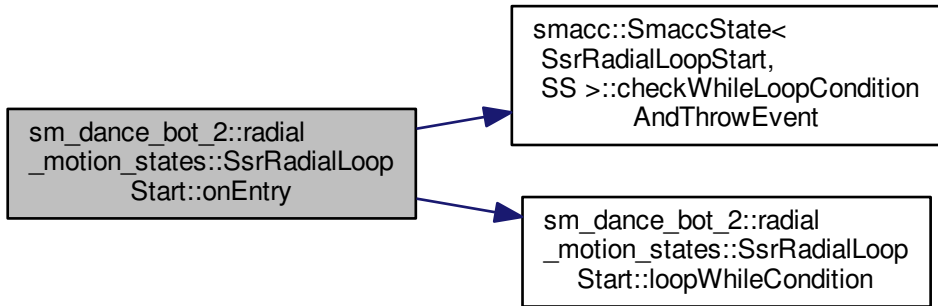 sm_dance_bot_2::radial
_motion_states::SsrRadialLoop
Start::onEntry
smacc::SmaccState<
SsrRadialLoopStart,
SS >::checkWhileLoopCondition
AndThrowEvent
sm_dance_bot_2::radial
_motion_states::SsrRadialLoop
Start::loopWhileCondition